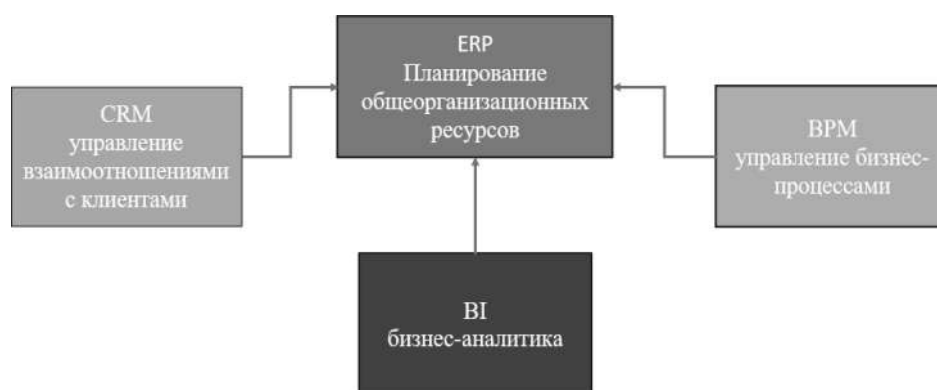 ERP
Планирование
общеорганизационных
ресурсов
CRM
управление
взаимоотношениями
с клиентами
BPM
управление бизнес-
процессами
BI
бизнес-аналитика